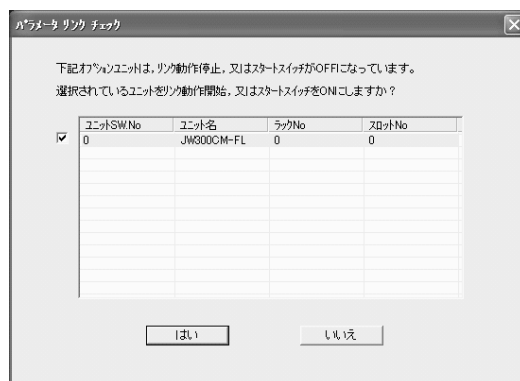 ﾊﾟﾗﾒｰﾀ ﾘﾝｸ ﾁｪｯｸ
下記ｵﾌﾟｼｮﾝﾕﾆｯﾄは，ﾘﾝｸ動作停止，又はｽﾀｰﾄｽｲｯﾁがOFFになっています。
選択されているﾕﾆｯﾄをﾘﾝｸ動作開始，又はｽﾀｰﾄｽｲｯﾁをONにしますか？
ﾕﾆｯﾄSW.No ﾕﾆｯﾄ名 ﾗｯｸNo ｽﾛｯﾄNo
0 JW300CM-FL 0 0
はい いいえ